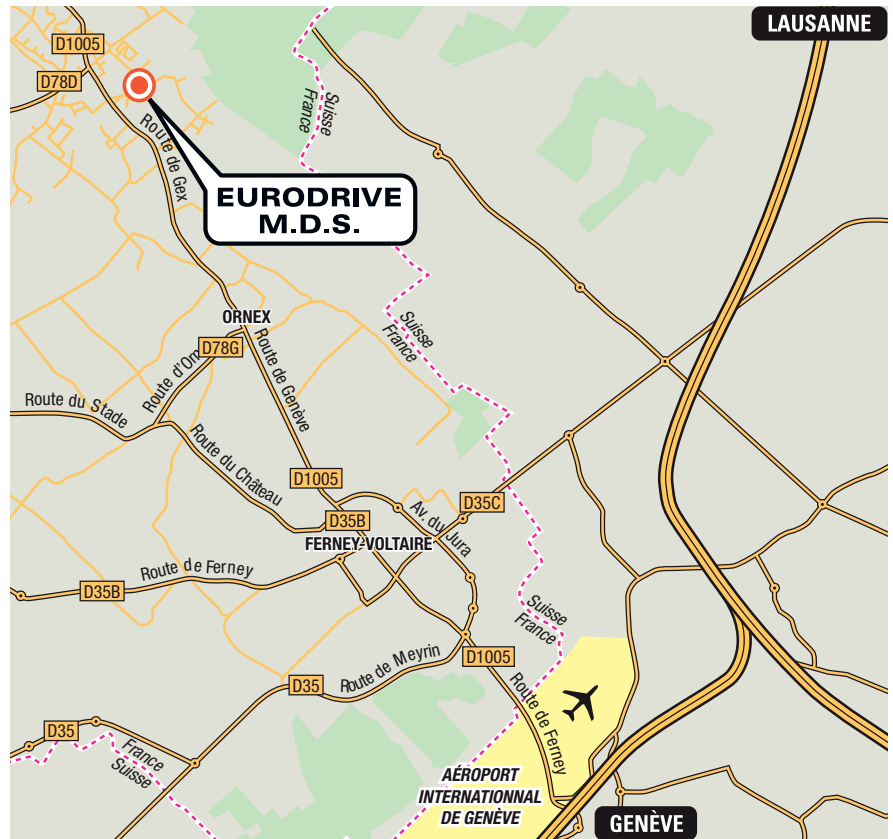 LAUSANNE
D1005
D78D
Suisse
France
Route de Gex
EURODRIVE
M.D.S.
ORNEX
Suisse
France
D78G
Route d'Orn
Route de Genève
Route du Stade
Route du Château
D1005
D35C
D35B
Av. du Jura
FERNEY-VOLTAIRE
Route de Ferney
D35B
Suisse
France
D1005
Route de Meyrin
D35
Route de Ferney
D35
France
Suisse
AÉROPORT
INTERNATIONNAL
DE GENÈVE
GENÈVE